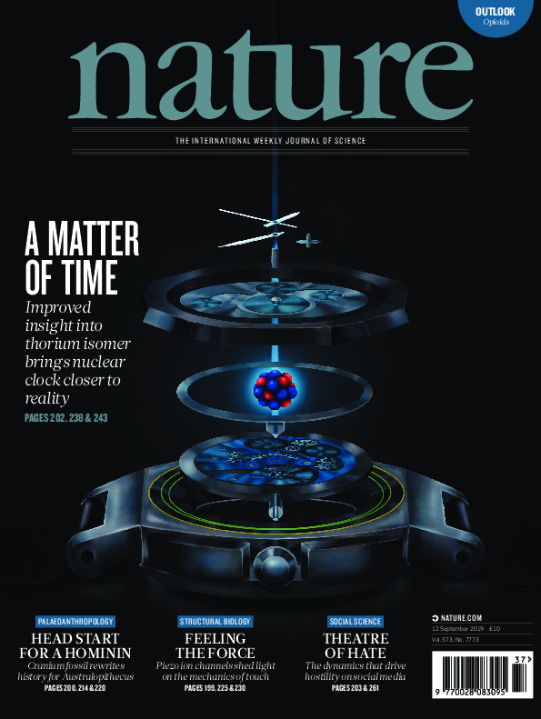 OUTLOOK
Opioids
nature
THE INTERNATIONAL WEEKLY JOURNAL OF SCIENCE
A MATTER
OF TIME
Improved
insight into
thorium isomer
brings nuclear
clock closer to
reality
PAGES 202, 238 & 243
PALAEOANTHROPOLOGY
HEAD START
FOR A HOMININ
Cranium fossil rewrites
history for Australopithecus
PAGES 200, 214 & 220
STRUCTURAL BIOLOGY
FEELING
THE FORCE
Piezo ion channels shed light
on the mechanics of touch
PAGES 199, 225 & 230
SOCIAL SCIENCE
THEATRE
OF HATE
The dynamics that drive
hostility on social media
PAGES 203 & 261
NATURE.COM
12 September 2019 £10
Vol. 573, No. 7773
37
9 770028 083095